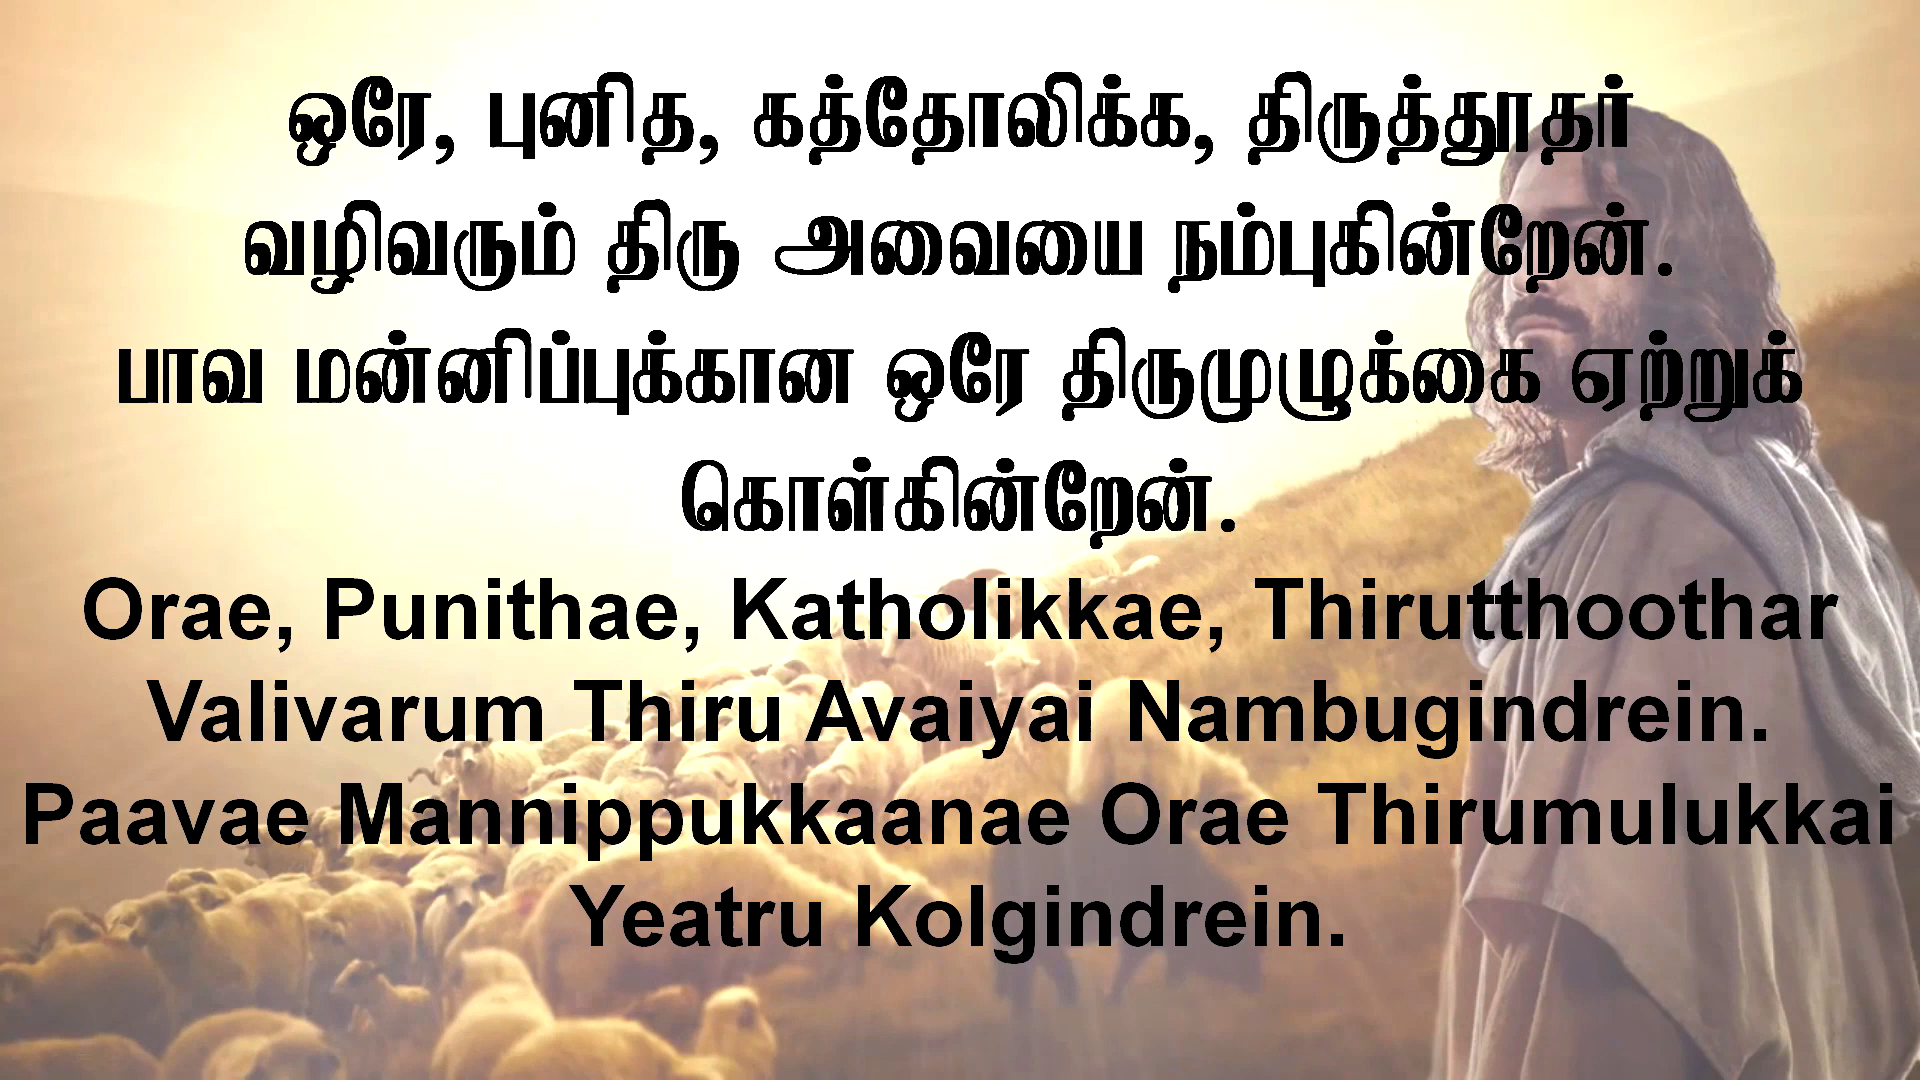 ஒரே, புனித, கத்தோலிக்க, திருத்தூதர்
வழிவரும் திரு அவையை நம்புகின்றேன்.
பாவ மன்னிப்புக்கான ஒரே திருமுழுக்கை ஏற்றுக்
கொள்கின்றேன்.
Orae, Punithae, Katholikkae, Thirutthoothar
Valivarum Thiru Avaiyai Nambugindrein.
Paavae Mannippukkaanae Orae Thirumulukkai
Yeatru Kolgindrein.